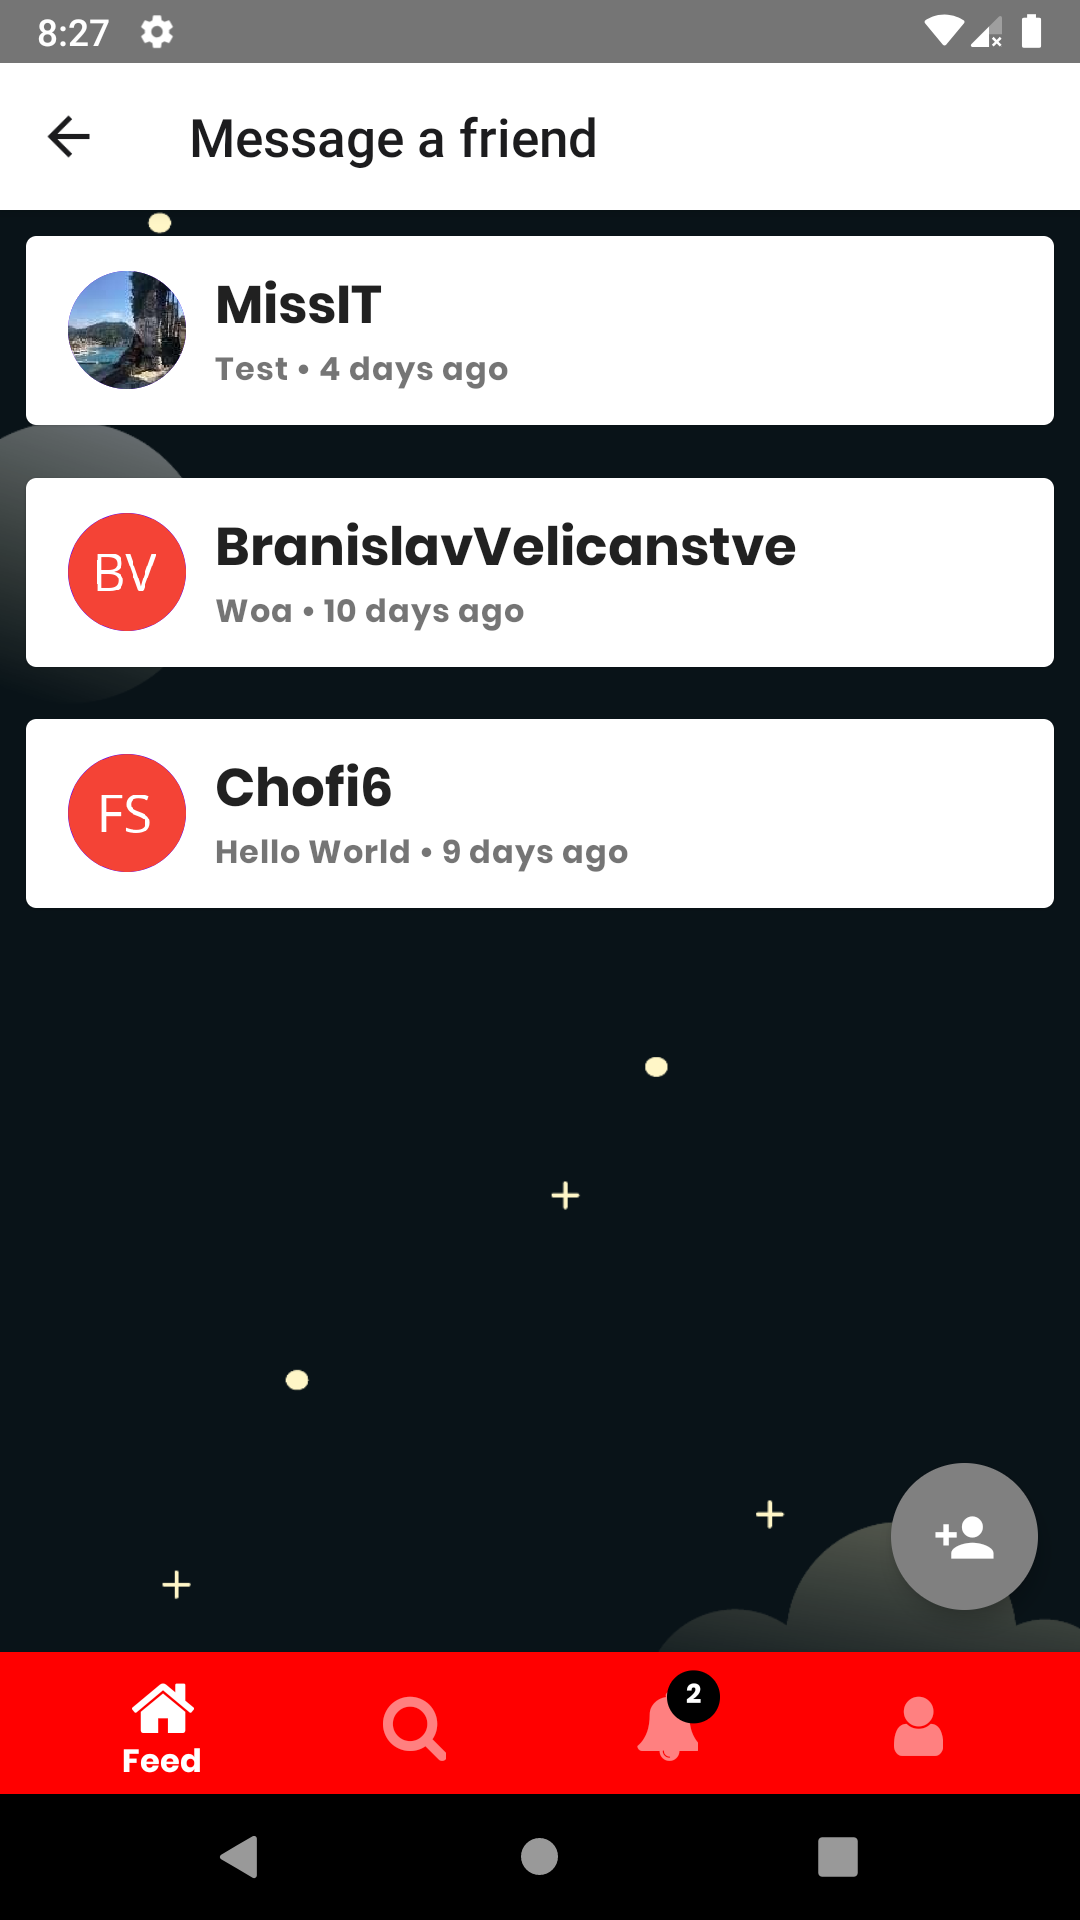 8:27
Message a friend
MissIT
Test • 4 days ago
BV
BranislavVelicanstve
Woa • 10 days ago
FS
Chofi6
Hello World • 9 days ago
2
Feed